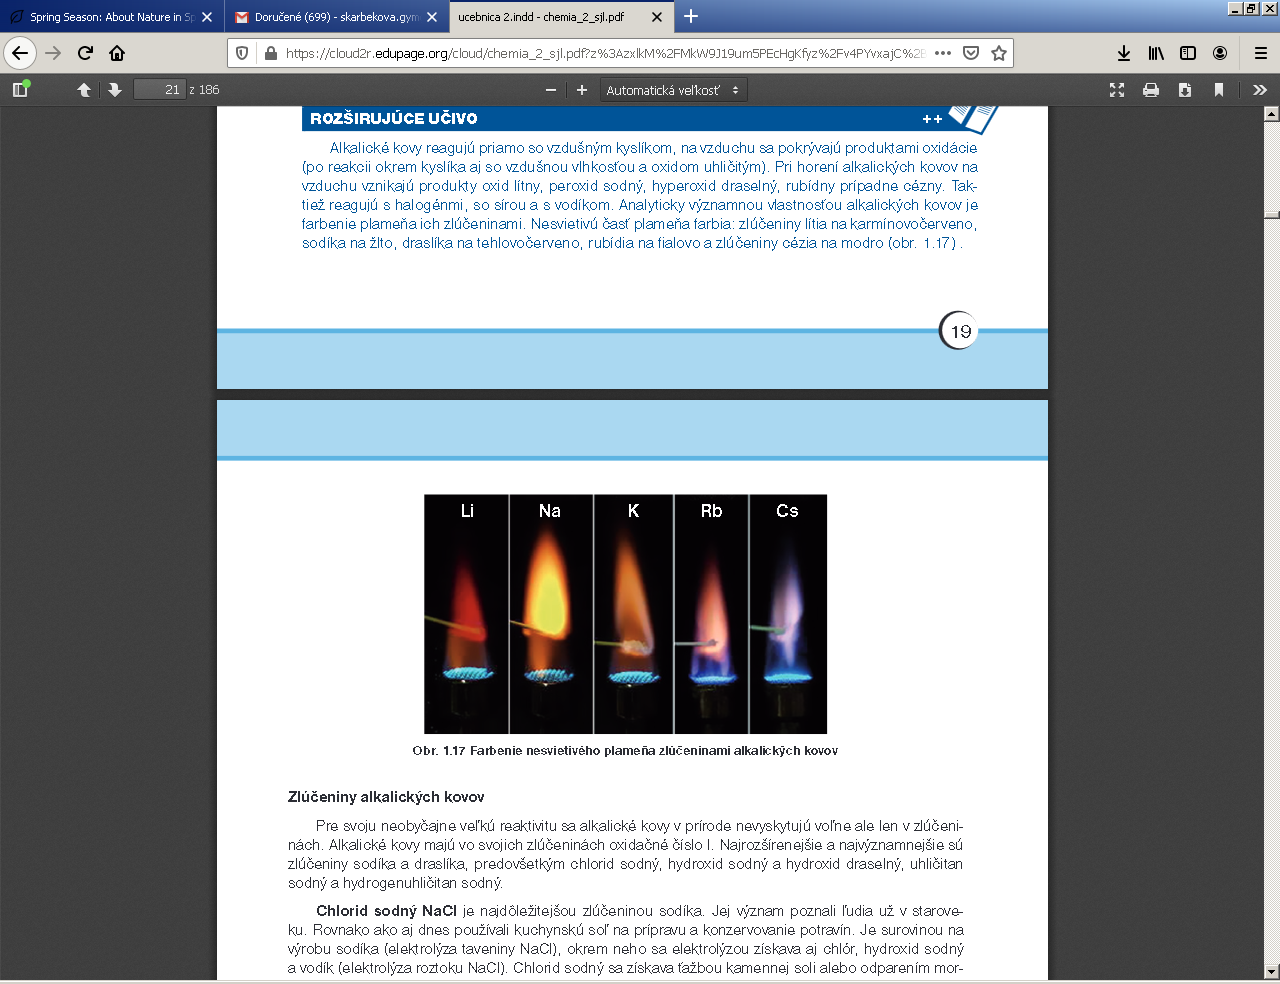 Spring Season: About Nature in Sp
Doručené (699) - skarbekova.gym
ucebnica 2.indd - chemia_2_sjl.pdf
https://cloud2r.edupage.org/cloud/chemia_2_sjl.pdf?z%3AzxlkM%2FMkW9J19um5PEcHgKfyz%2Fv4PYvxajC%2B
21 z 186
Automatická veľkosť
ROZŠIRUJÚCE UČIVO ++
Alkalické kovy reagujú priamo so vzdušným kyslíkom, na vzduchu sa pokrývajú produktami oxidácie
(po reakcii okrem kyslíka aj so vzdušnou vlhkosťou a oxidom uhličitým). Pri horení alkalických kovov na
vzduchu vznikajú produkty oxid lítny, peroxid sodný, hyperoxid draselný, rubídny prípadne cézny. Tak-
tiež reagujú s halogénmi, so sírou a s vodíkom. Analyticky významnou vlastnosťou alkalických kovov je
farbenie plameňa ich zlúčeninami. Nesvietivú časť plameňa farbia: zlúčeniny lítia na karmínovočerveno,
sodíka na žlto, draslíka na tehlovočerveno, rubídia na fialovo a zlúčeniny cézia na modro (obr. 1.17) .
19
Li Na K Rb Cs
Obr. 1.17 Farbenie nesvietivého plameňa zlúčeninami alkalických kovov
Zlúčeniny alkalických kovov
Pre svoju neobyčajne veľkú reaktivitu sa alkalické kovy v prírode nevyskytujú voľne ale len v zlúčeni-
nách. Alkalické kovy majú vo svojich zlúčeninách oxidačné číslo I. Najrozšírenejšie a najvýznamnejšie sú
zlúčeniny sodíka a draslíka, predovšetkým chlorid sodný, hydroxid sodný a hydroxid draselný, uhličitan
sodný a hydrogenuhličitan sodný.
Chlorid sodný NaCl je najdôležitejšou zlúčeninou sodíka. Jej význam poznali ľudia už v starove-
ku. Rovnako ako aj dnes používali kuchynskú soľ na prípravu a konzervovanie potravín. Je surovinou na
výrobu sodíka (elektrolýza taveniny NaCl), okrem neho sa elektrolýzou získava aj chlór, hydroxid sodný
a vodík (elektrolýza roztoku NaCl). Chlorid sodný sa získava ťažbou kamennej soli alebo odparením mor-